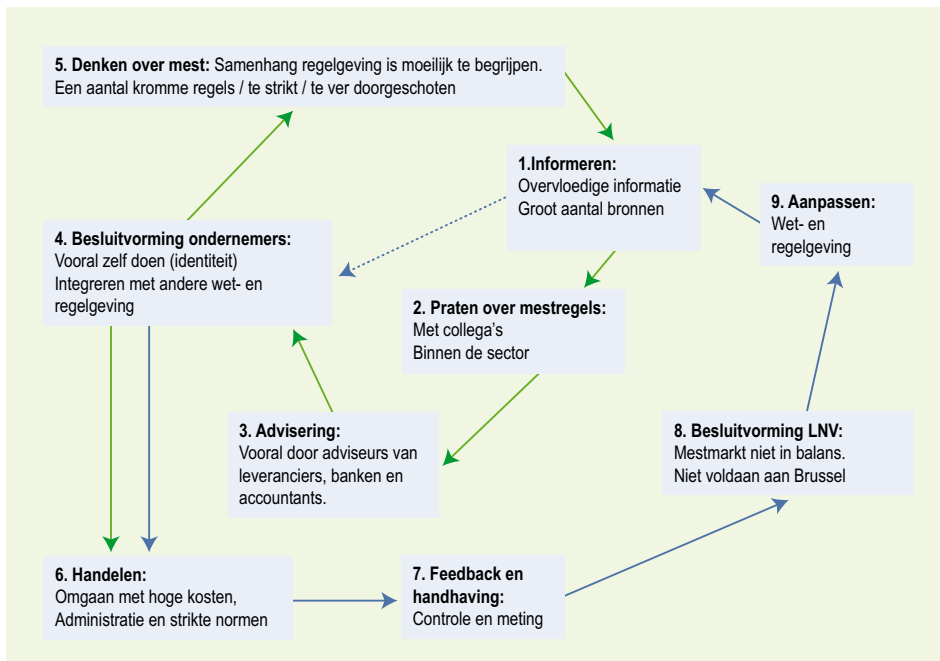 5. Denken over mest: Samenhang regelgeving is moeilijk te begrijpen.
Een aantal kromme regels / te strikt / te ver doorgeschoten
1.Informeren:
Overvloedige informatie
Groot aantal bronnen
9. Aanpassen:
Wet- en
regelgeving
4. Besluitvorming ondernemers:
Vooral zelf doen (identiteit)
Integreren met andere wet- en
regelgeving
2. Praten over mestregels:
Met collega's
Binnen de sector
3. Advisering:
Vooral door adviseurs van
leveranciers, banken en
accountants.
8. Besluitvorming LNV:
Mestmarkt niet in balans.
Niet voldaan aan Brussel
6. Handelen:
Omgaan met hoge kosten,
Administratie en strikte normen
7. Feedback en
handhaving:
Controle en meting